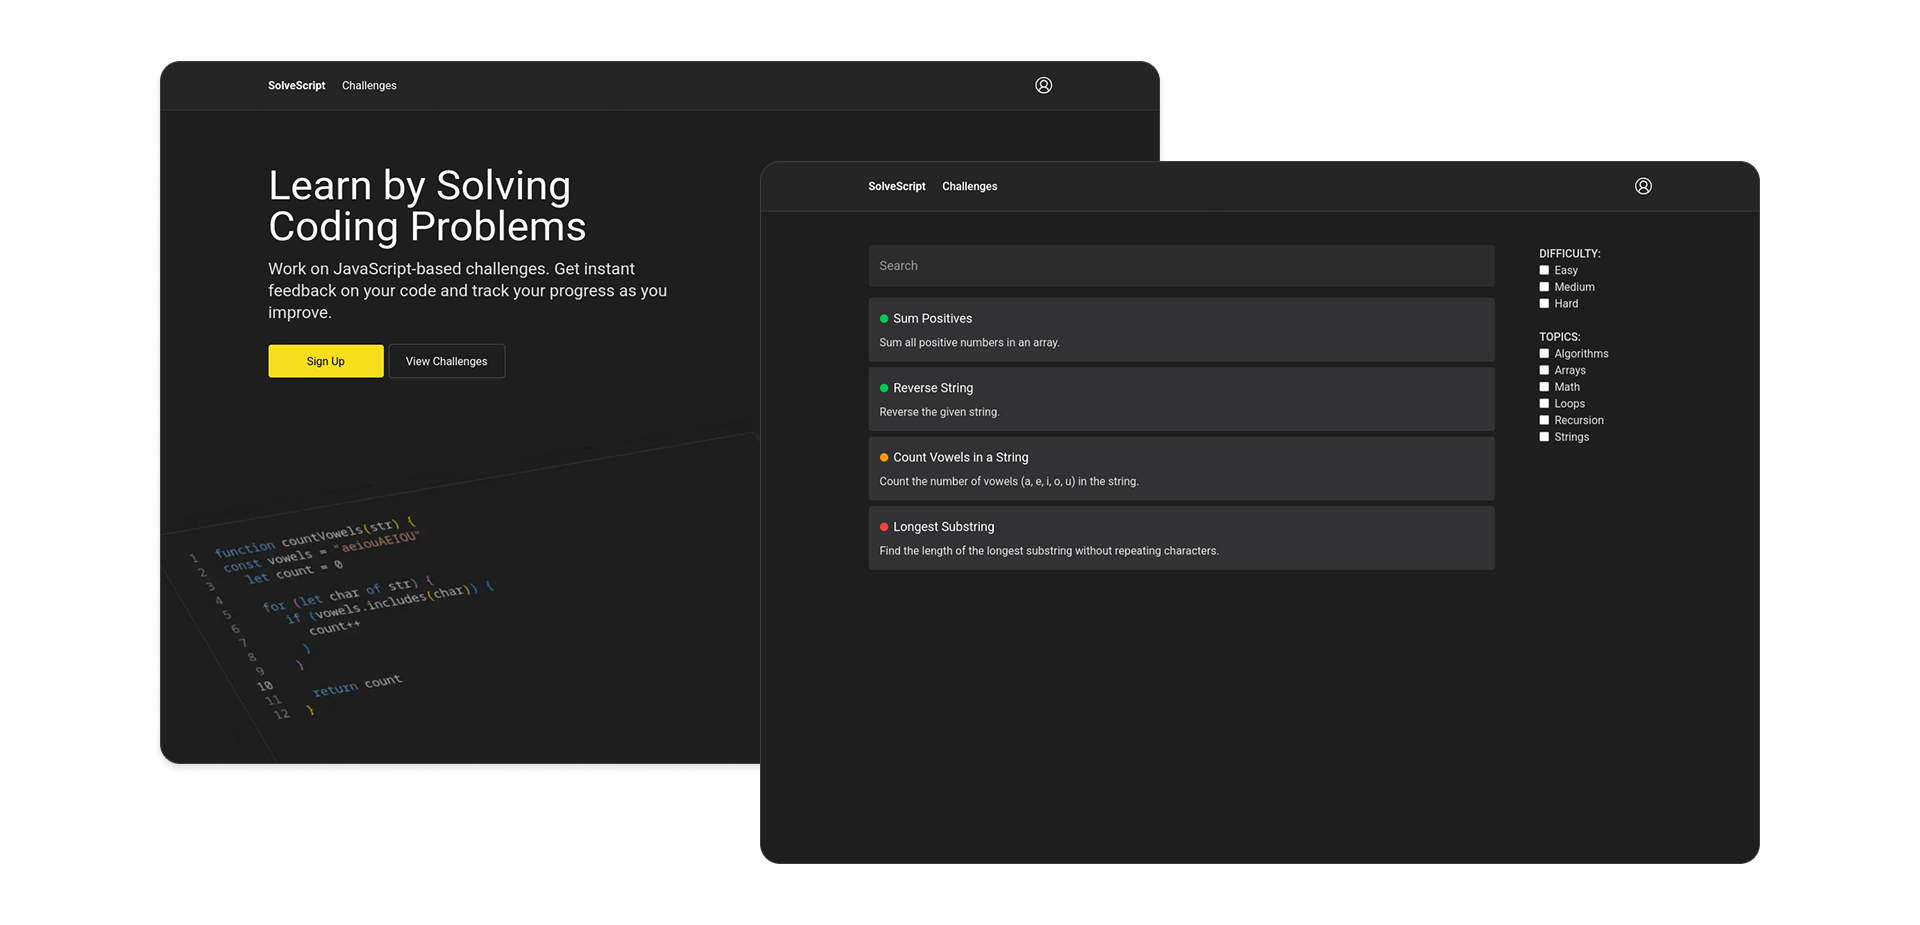 SolveScript Challenges
Learn by Solving
Coding Problems
Work on JavaScript-based challenges. Get instant
feedback on your code and track your progress as you
improve.
Sign Up
View Challenges
1 function countVowels(str) {
2 const vowels = "aeiouAEIOU"
3 let count = 0
4
5 for (let char of str) {
6 if (vowels.includes(char)) {
7 count++
8 }
9 }
10
11 return count
12 }
SolveScript Challenges
Search
Sum Positives
Sum all positive numbers in an array.
Reverse String
Reverse the given string.
Count Vowels in a String
Count the number of vowels (a, e, i, o, u) in the string.
Longest Substring
Find the length of the longest substring without repeating characters.
DIFFICULTY:
Easy
Medium
Hard
TOPICS:
Algorithms
Arrays
Math
Loops
Recursion
Strings